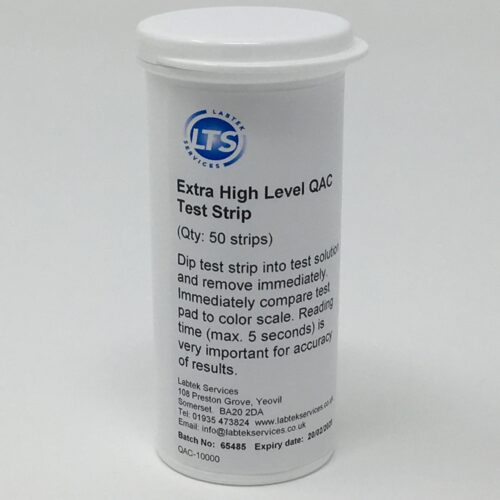 LABTEK
LTS
SERVICES
Extra High Level QAC
Test Strip
(Qty: 50 strips)
Dip test strip into test solution
and remove immediately.
Immediately compare test
pad to color scale. Reading
time (max. 5 seconds) is
very important for accuracy
of results.
Labtek Services
108 Preston Grove, Yeovil
Somerset BA20 2DA
Tel: 01935 473824 www.labtekservices.co.uk
Email: info@labtekservices.co.uk
Batch No: 65485 Expiry date:
QAC-10000